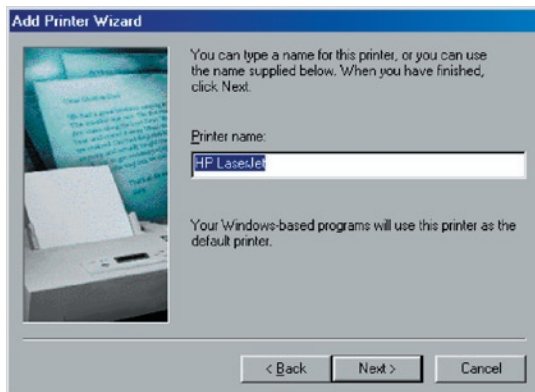 Add Printer Wizard
You can type a name for this printer, or you can use
the name supplied below. When you have finished,
click Next.
Printer name:
HP LaserJet
Your Windows-based programs will use this printer as the
default printer.
< Back
Next >
Cancel